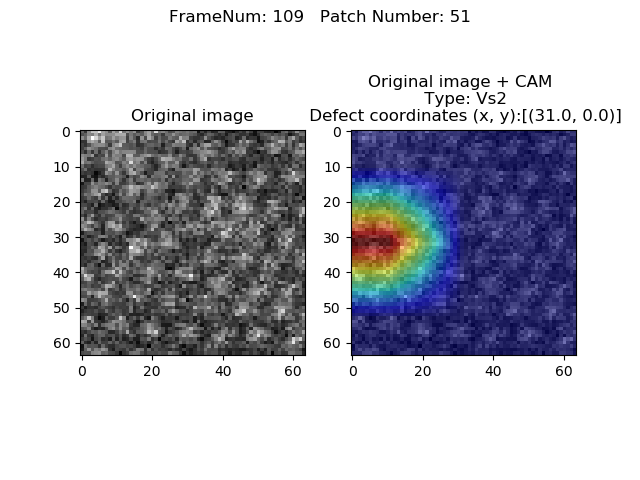 FrameNum: 109   Patch Number: 51
Original image
0
10
20
30
40
50
60
0 20 40 60
Original image + CAM
Type: Vs2
Defect coordinates (x, y):[(31.0, 0.0)]
0
10
20
30
40
50
60
0 20 40 60